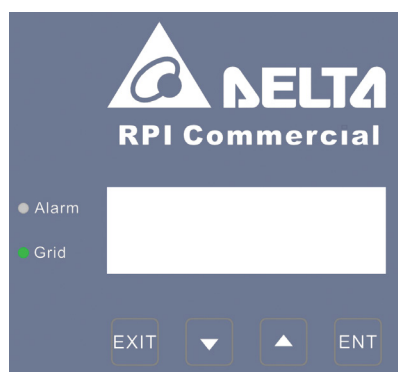 DELTA
RPI Commercial
Alarm
Grid
EXIT
ENT